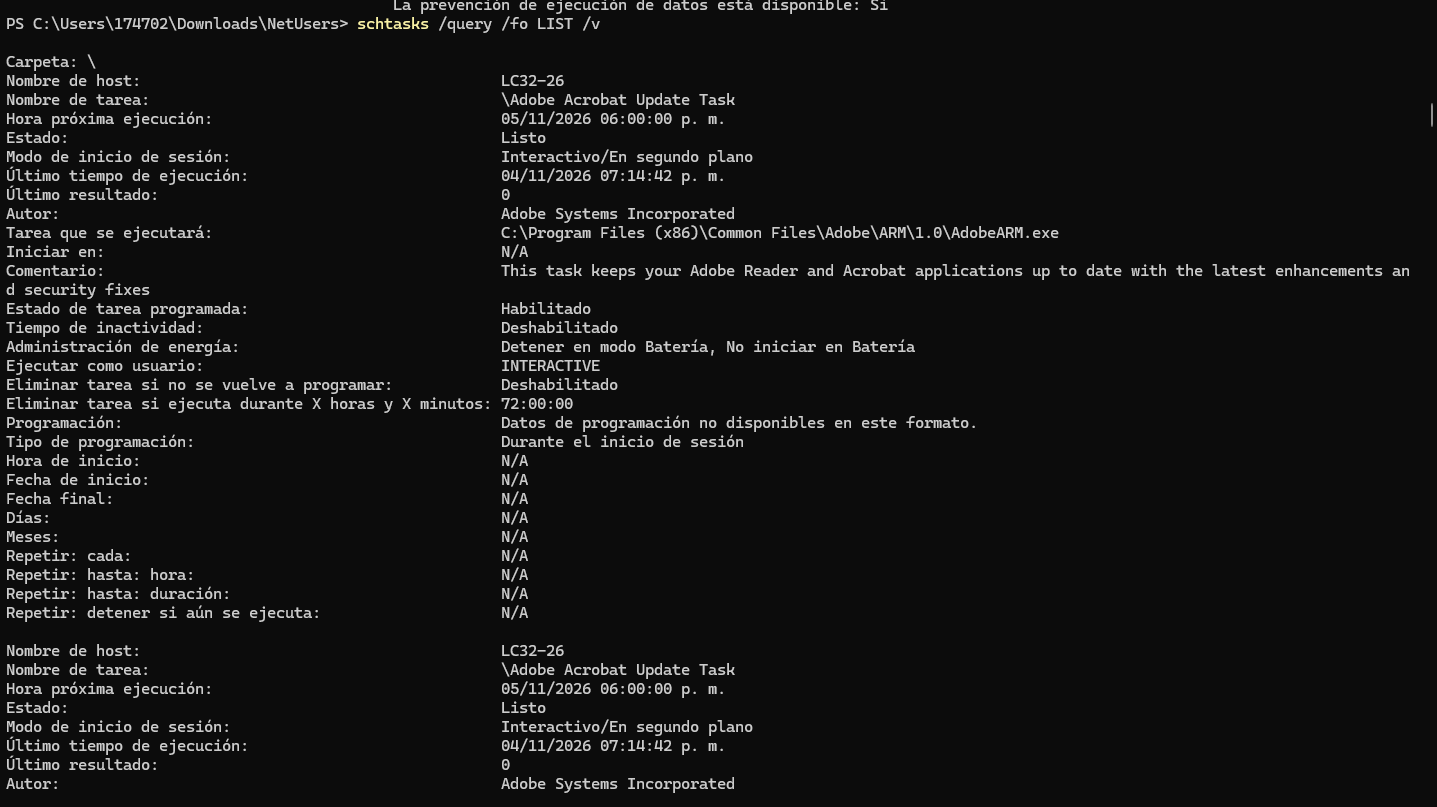 La prevención de ejecución de datos está disponible: Sí
PS C:\Users\174702\Downloads\NetUsers> schtasks /query /fo LIST /v
Carpeta: \
Nombre de host: LC32-26
Nombre de tarea: \Adobe Acrobat Update Task
Hora próxima ejecución: 05/11/2026 06:00:00 p. m.
Estado: Listo
Modo de inicio de sesión: Interactivo/En segundo plano
Último tiempo de ejecución: 04/11/2026 07:14:42 p. m.
Último resultado: 0
Autor: Adobe Systems Incorporated
Tarea que se ejecutará: C:\Program Files (x86)\Common Files\Adobe\ARM\1.0\AdobeARM.exe
Iniciar en: N/A
Comentario: This task keeps your Adobe Reader and Acrobat applications up to date with the latest enhancements an
d security fixes
Estado de tarea programada: Habilitado
Tiempo de inactividad: Deshabilitado
Administración de energía: Detener en modo Batería, No iniciar en Batería
Ejecutar como usuario: INTERACTIVE
Eliminar tarea si no se vuelve a programar: Deshabilitado
Eliminar tarea si ejecuta durante X horas y X minutos: 72:00:00
Programación: Datos de programación no disponibles en este formato.
Tipo de programación: Durante el inicio de sesión
Hora de inicio: N/A
Fecha de inicio: N/A
Fecha final: N/A
Días: N/A
Meses: N/A
Repetir: cada: N/A
Repetir: hasta: hora: N/A
Repetir: hasta: duración: N/A
Repetir: detener si aún se ejecuta: N/A
Nombre de host: LC32-26
Nombre de tarea: \Adobe Acrobat Update Task
Hora próxima ejecución: 05/11/2026 06:00:00 p. m.
Estado: Listo
Modo de inicio de sesión: Interactivo/En segundo plano
Último tiempo de ejecución: 04/11/2026 07:14:42 p. m.
Último resultado: 0
Autor: Adobe Systems Incorporated